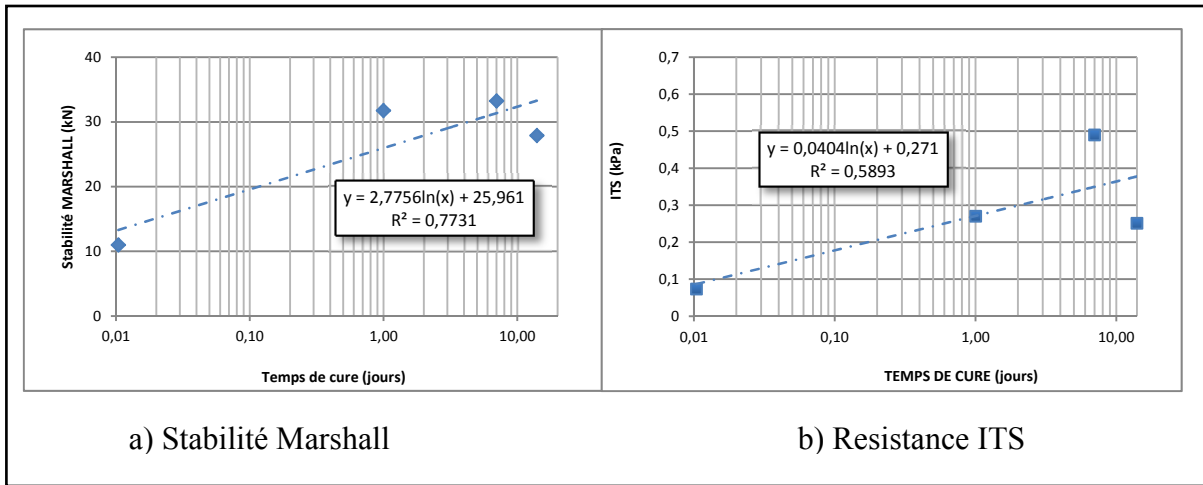 40
30
20
10
0
Stabilité MARSHALL (kN)
y = 2,7756ln(x) + 25,961
R² = 0,7731
0,01
0,10
1,00
10,00
Temps de cure (jours)
0,7
0,6
0,5
0,4
0,3
0,2
0,1
0
ITS (kPa)
y = 0,0404ln(x) + 0,271
R² = 0,5893
0,01
0,10
1,00
10,00
TEMPS DE CURE (jours)
a) Stabilité Marshall
b) Resistance ITS